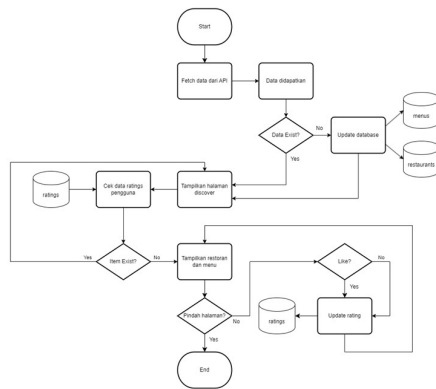 Start
Fetch data dari API
Data didapatkan
Data Exist?
No
Update database
menus
restaurants
Yes
ratings
Cek data ratings
pengguna
Tampilkan halaman
discover
Yes
Item Exist?
No
Tampilkan restoran
dan menu
Like?
No
Yes
Pindah halaman?
No
ratings
Update rating
Yes
End